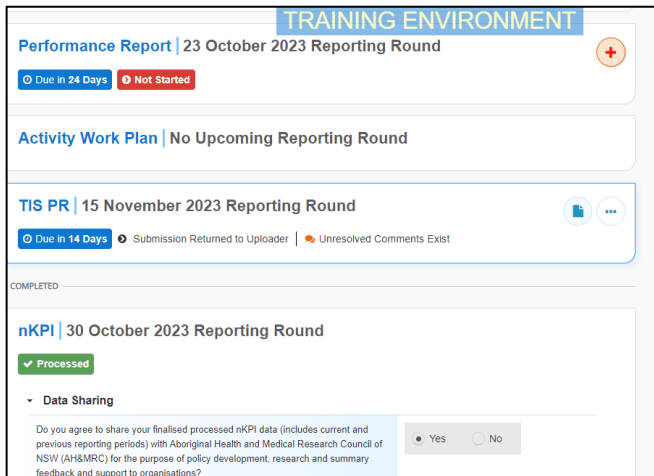 TRAINING ENVIRONMENT
Performance Report | 23 October 2023 Reporting Round
Due in 24 Days Not Started
Activity Work Plan | No Upcoming Reporting Round
TIS PR | 15 November 2023 Reporting Round
Due in 14 Days Submission Returned to Uploader | Unresolved Comments Exist
COMPLETED
nKPI | 30 October 2023 Reporting Round
Processed
Data Sharing
Do you agree to share your finalised processed nKPI data (includes current and
previous reporting periods) with Aboriginal Health and Medical Research Council of
NSW (AH&MRC) for the purpose of policy development, research and summary
feedback and support to organisations?
Yes No